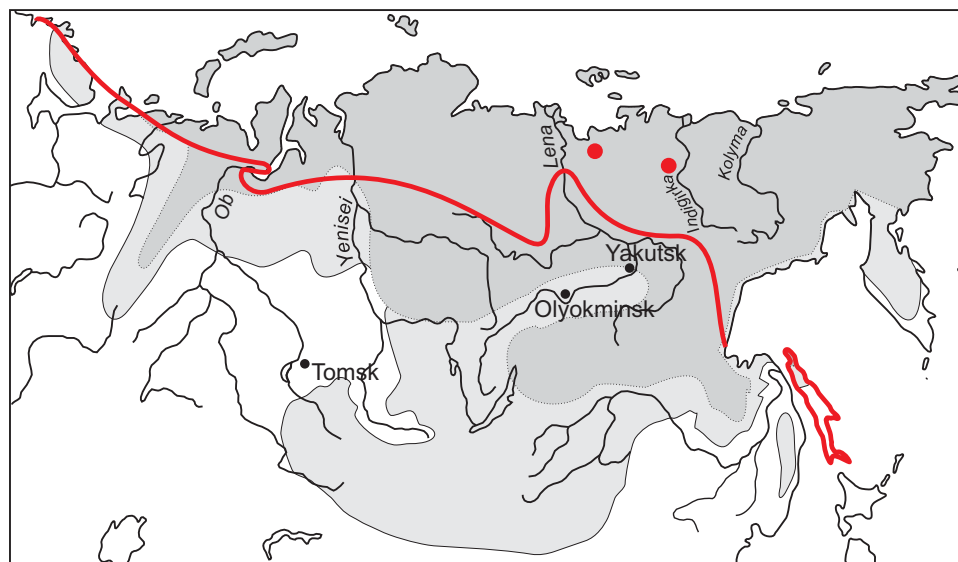 Lena
Kolyma
Indigirka
Ob
Yenisei
Yakutsk
Olyokminsk
Tomsk